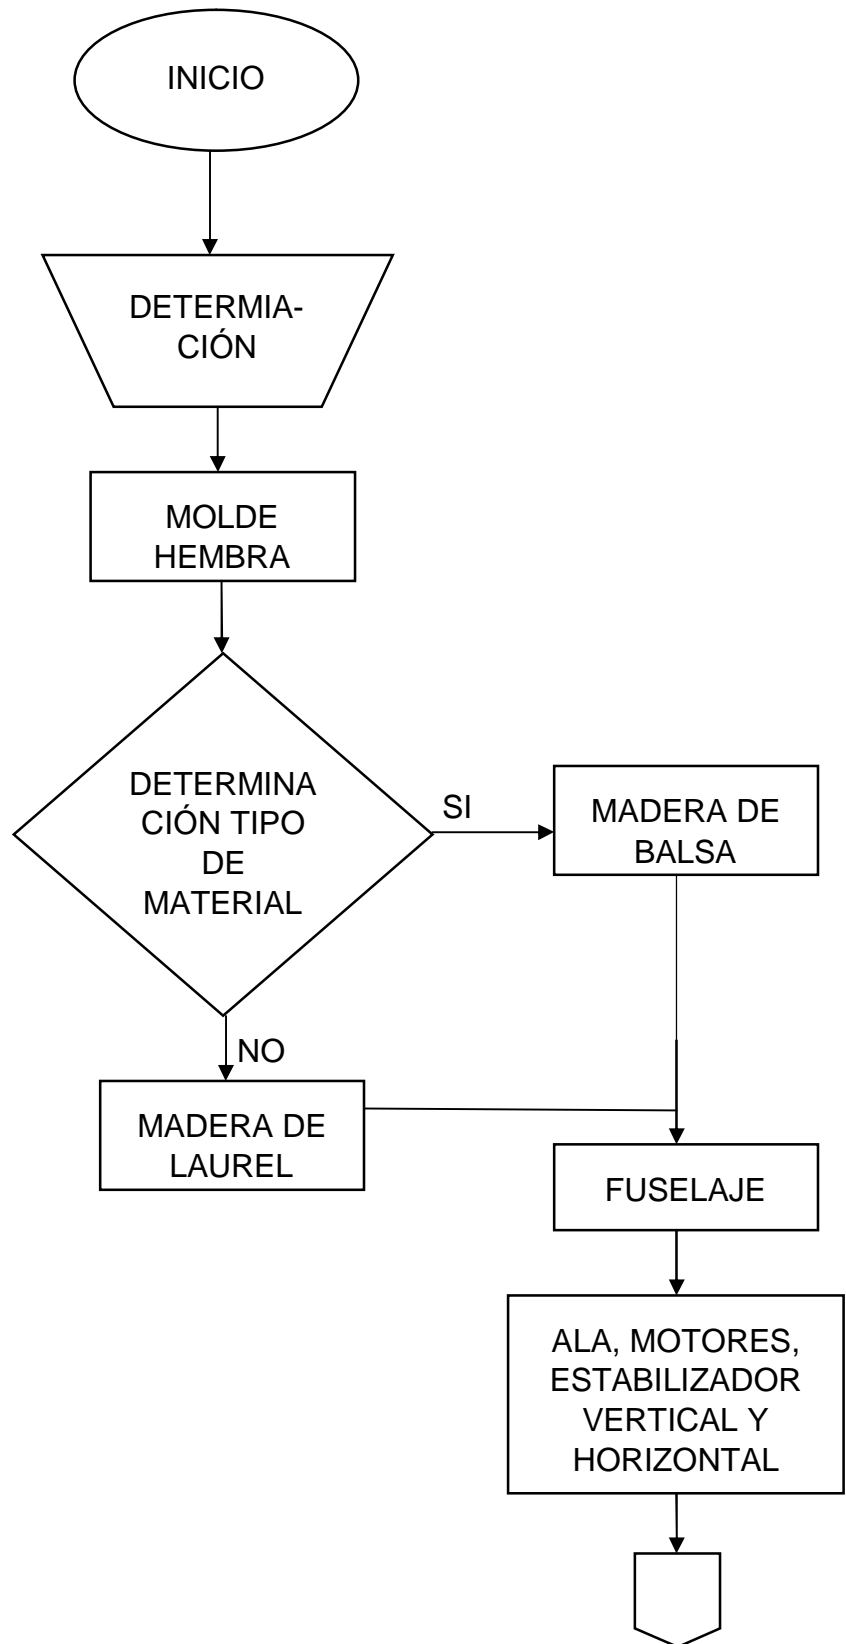 INICIO
DETERMIA-
CIÓN
MOLDE
HEMBRA
DETERMINA
CIÓN TIPO
DE
MATERIAL
SI
MADERA DE
BALSA
NO
MADERA DE
LAUREL
FUSELAJE
ALA, MOTORES,
ESTABILIZADOR
VERTICAL Y
HORIZONTAL